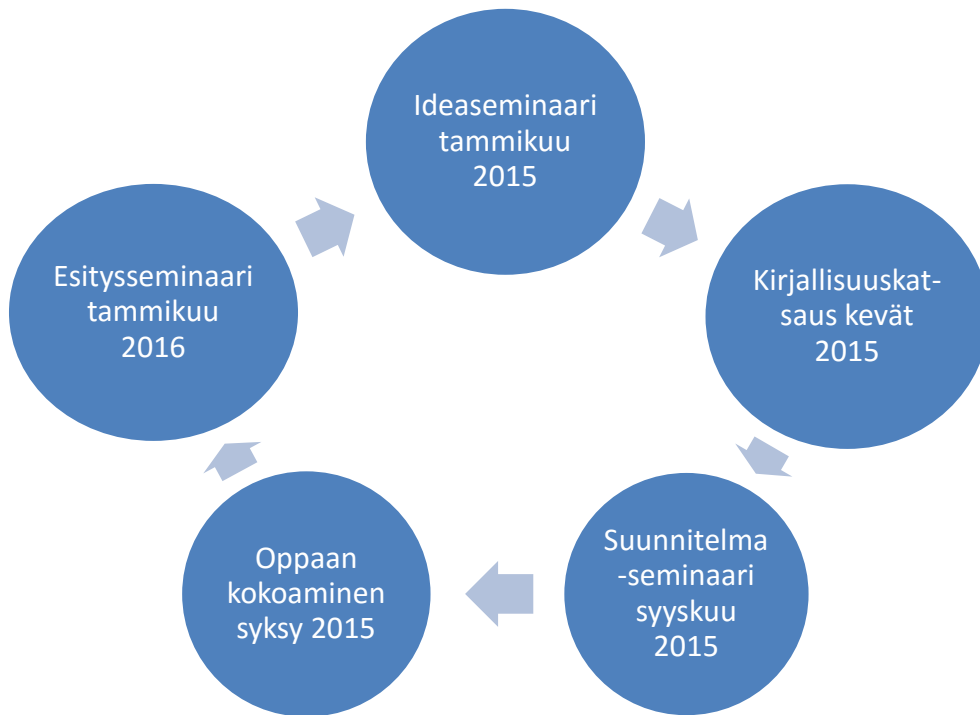 Ideaseminaari
tammikuu
2015
Kirjallisuuskat-
saus kevät
2015
Suunnitelma
-seminaari
syyskuu
2015
Oppaan
kokoaminen
syksy 2015
Esitysseminaari
tammikuu
2016